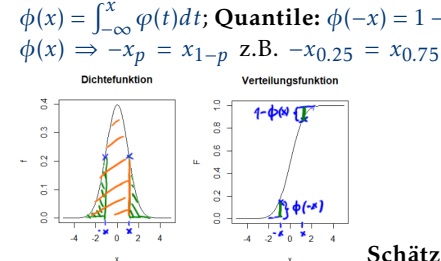 ϕ(x) = ∫_{-∞}^{x} φ(t)dt; Quantile: ϕ(−x) = 1 −
ϕ(x) ⇒ −x_p = x_{1−p} z.B. −x_{0.25} = x_{0.75}
Dichtefunktion
Verteilungsfunktion
f
0.0 0.1 0.2 0.3 0.4
-4 -2 0 2 4
-x x
x
F
0.0 0.2 0.4 0.6 0.8 1.0
1-ϕ(x)
ϕ(-x)
-4 -2 0 2 4
-x x
x
Schätz